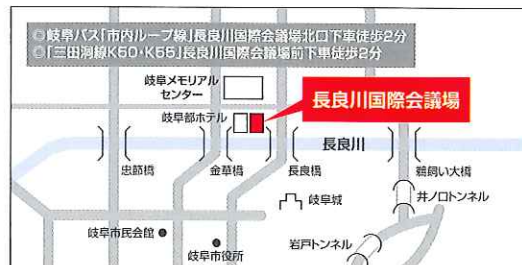 ◎岐阜バス「市内ループ線」長良川国際会議場北口下車徒歩2分
◎「三田洞線K50・K55」長良川国際会議場前下車徒歩2分
岐阜メモリアル
センター
長良川国際会議場
岐阜都ホテル
長良川
忠節橋
金華橋
長良橋
鵜飼い大橋
岐阜城
井ノ口トンネル
岐阜市民会館
岐阜市役所
岩戸トンネル